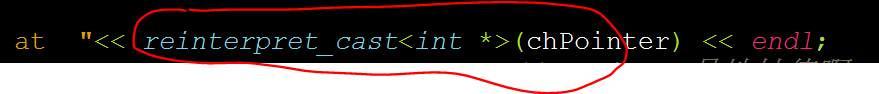 at "<< reinterpret_cast<int *>(chPointer) << endl;